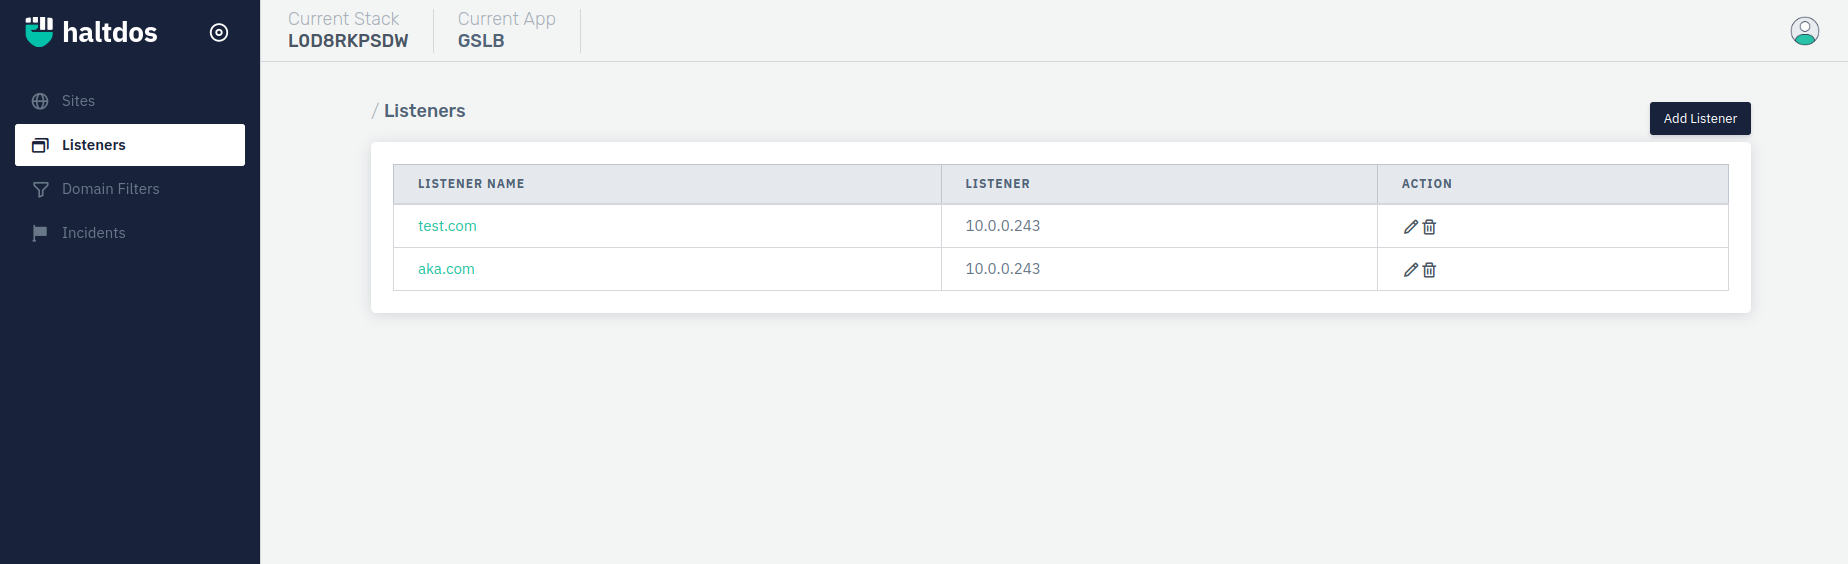 haltdos
Current Stack
L0D8RKPSDW
Current App
GSLB
Sites
Listeners
Domain Filters
Incidents
/ Listeners
Add Listener
LISTENER NAME LISTENER ACTION
test.com 10.0.0.243
aka.com 10.0.0.243